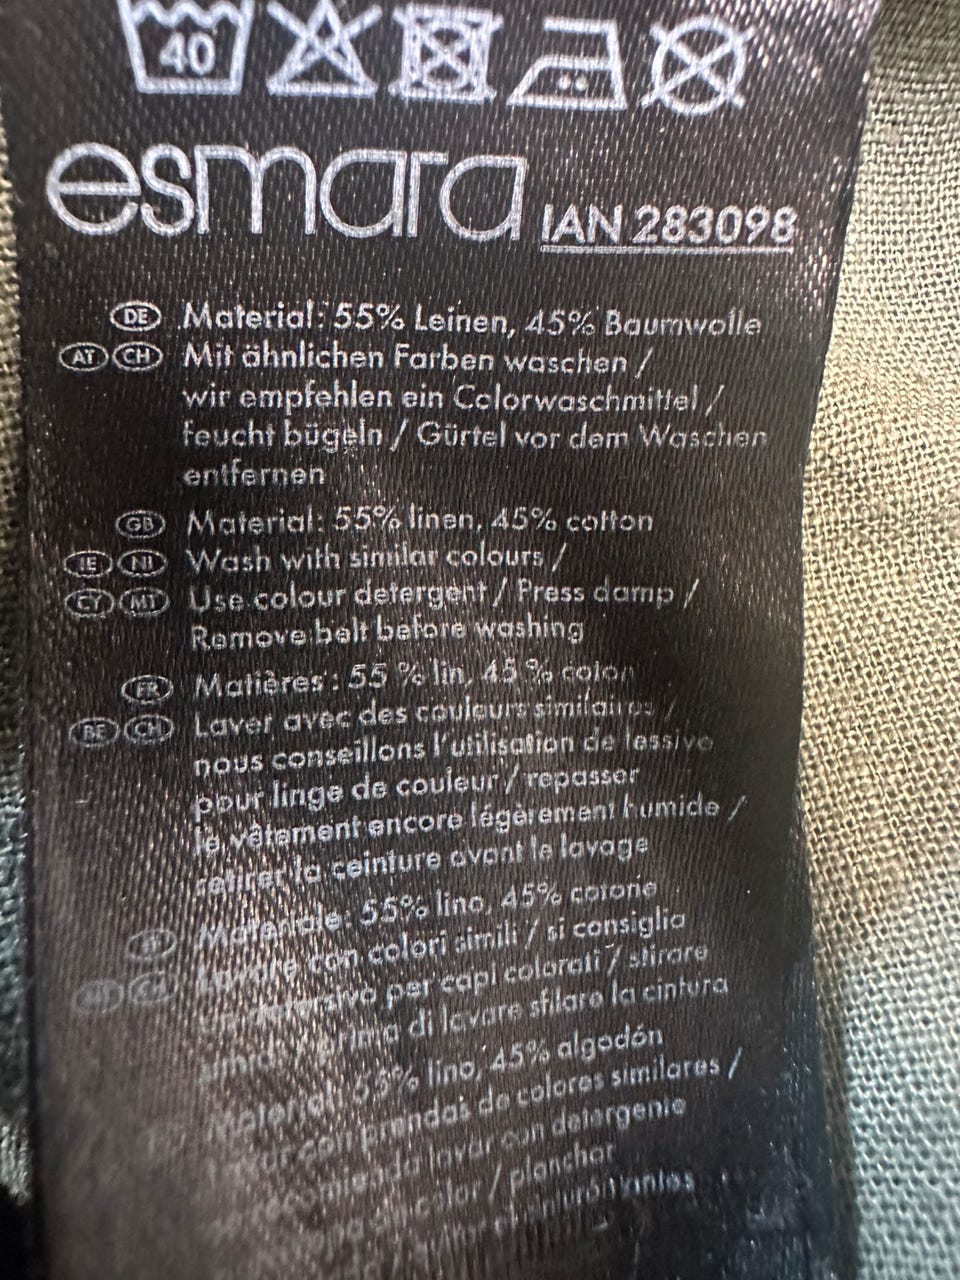 40
esmara IAN 283098
DE Material: 55% Leinen, 45% Baumwolle
AT CH Mit ähnlichen Farben waschen /
wir empfehlen ein Colorwaschmittel /
Feucht bügeln / Gürtel vor dem Waschen
entfernen
GB Material: 55% linen, 45% cotton
IE NI Wash with similar colours /
CY MT Use colour detergent / Press damp /
Remove belt before washing
FR Matières : 55 % lin, 45 % coton
BE CH Laver avec des couleurs similaires /
nous conseillons l'utilisation de lessive
pour linge de couleur / repasser
le vêtement encore légèrement humide /
retirer la ceinture avant le lavage
Materiale: 55% lino, 45% cotone
Lavare con colori simili / si consiglia
un detersivo per capi colorati / stirare
prima di lavare sfilare la cintura
Material: 55% lino, 45% algodón
con prendas de colores similares /
lavar con detergente
color / planchar